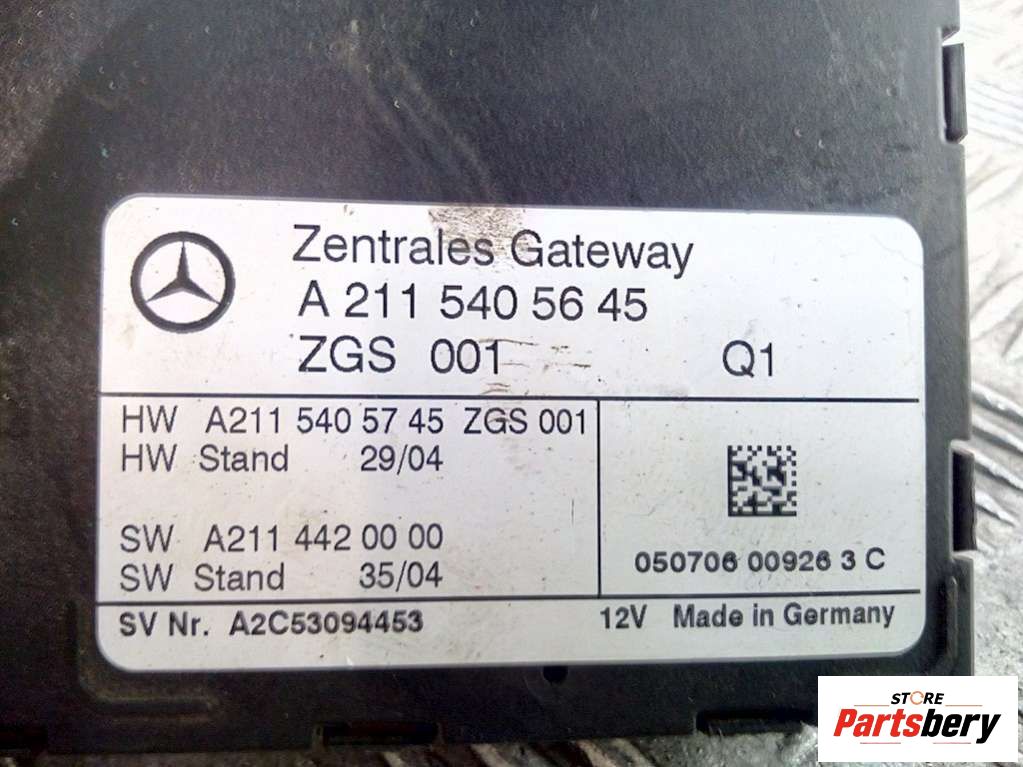 Zentrales Gateway
A 211 540 56 45
ZGS 001 Q1
HW A211 540 57 45 ZGS 001
HW Stand 29/04
SW A211 442 00 00
SW Stand 35/04
050706 00926 3 C
SV Nr. A2C53094453 12V Made in Germany
STORE
Partsbery